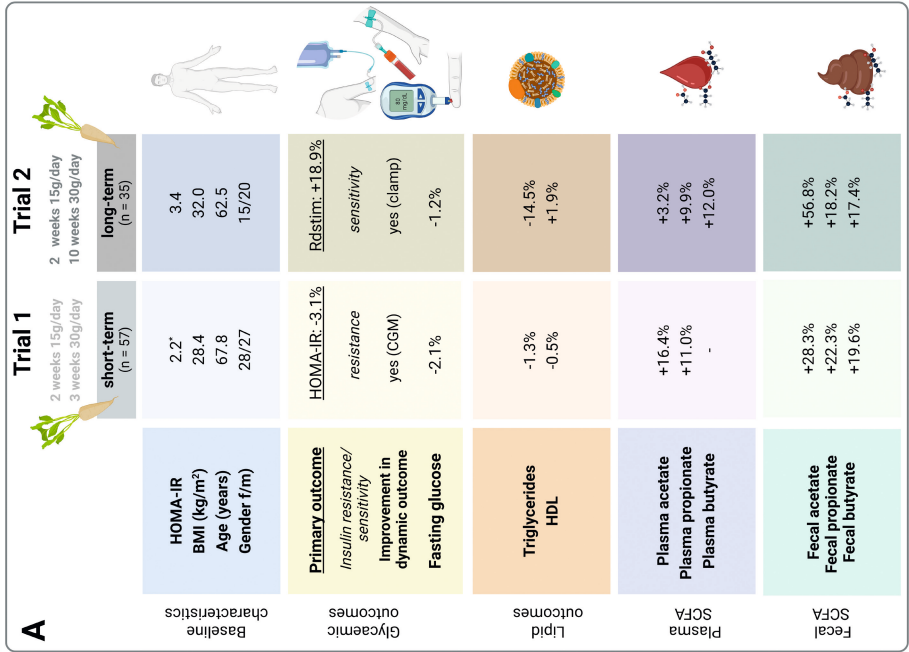 A
Trial 1
Trial 2
2 weeks 15g/day
3 weeks 30g/day
2 weeks 15g/day
10 weeks 30g/day
short-term
(n = 57)
long-term
(n = 35)
Baseline
characteristics
HOMA-IR
BMI (kg/m²)
Age (years)
Gender f/m)
2.2*
28.4
67.8
28/27
3.4
32.0
62.5
15/20
Glycaemic
outcomes
Primary outcome
Insulin resistance/
sensitivity
Improvement in
dynamic outcome
Fasting glucose
HOMA-IR: -3.1%
resistance
yes (CGM)
-2.1%
Rdstim: +18.9%
sensitivity
yes (clamp)
-1.2%
80
mg/dL
Lipid
outcomes
Triglycerides
HDL
-1.3%
-0.5%
-14.5%
+1.9%
Plasma
SCFA
Plasma acetate
Plasma propionate
Plasma butyrate
+16.4%
+11.0%
-
+3.2%
+9.9%
+12.0%
Fecal
SCFA
Fecal acetate
Fecal propionate
Fecal butyrate
+28.3%
+22.3%
+19.6%
+56.8%
+18.2%
+17.4%